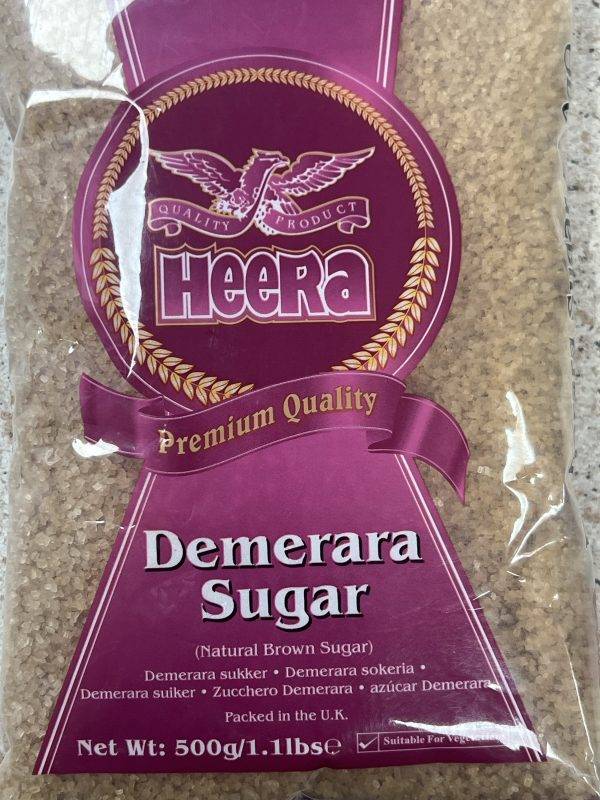 QUALITY PRODUCT
HeeRa
Premium Quality
Demerara
Sugar
(Natural Brown Sugar)
Demerara sukker • Demerara sokeria •
Demerara suiker • Zucchero Demerara • azúcar Demerara
Packed in the U.K.
Net Wt: 500g/1.1lbs℮
Suitable For